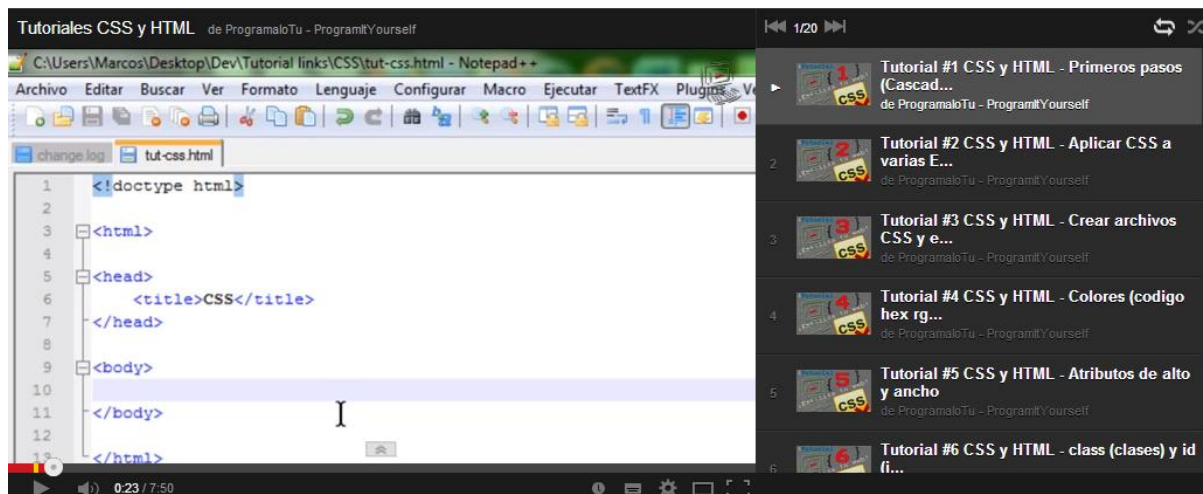 Tutoriales CSS y HTML de ProgramaloTu - ProgramItYourself
C:\Users\Marcos\Desktop\Dev\Tutorial links\CSS\tut-css.html - Notepad++
Archivo Editar Buscar Ver Formato Lenguaje Configurar Macro Ejecutar TextFX Plugins Ve
change.log tut-css.html
1 <!doctype html>
2
3 <html>
4
5 <head>
6 <title>CSS</title>
7 </head>
8
9 <body>
10
11 </body>
12
13 </html>
0:23 / 7:50
1/20
Tutorial #1 CSS y HTML - Primeros pasos
(Cascad...
de ProgramaloTu - ProgramItYourself
2
Tutorial #2 CSS y HTML - Aplicar CSS a
varias E...
de ProgramaloTu - ProgramItYourself
3
Tutorial #3 CSS y HTML - Crear archivos
CSS y e...
de ProgramaloTu - ProgramItYourself
4
Tutorial #4 CSS y HTML - Colores (codigo
hex rg...
de ProgramaloTu - ProgramItYourself
5
Tutorial #5 CSS y HTML - Atributos de alto
y ancho
de ProgramaloTu - ProgramItYourself
6
Tutorial #6 CSS y HTML - class (clases) y id
(i...